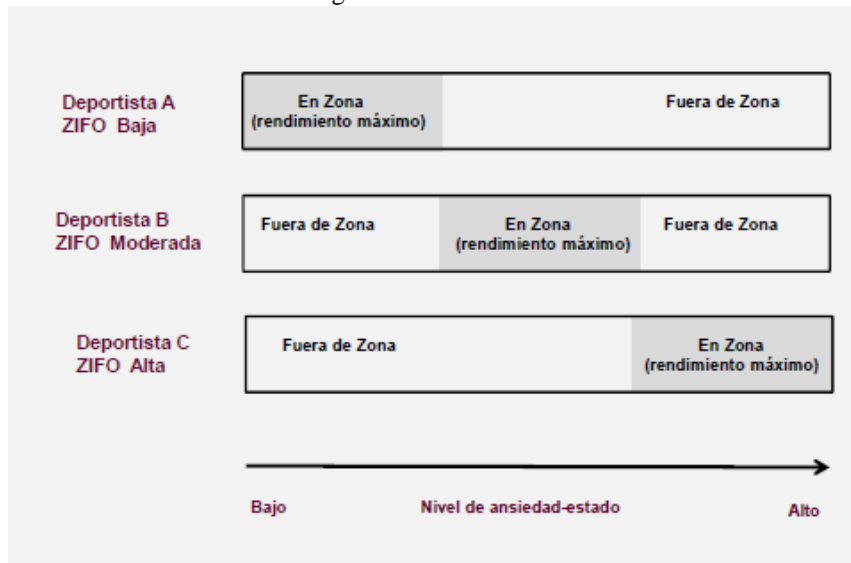 Deportista A
ZIFO Baja
En Zona
(rendimiento máximo)
Fuera de Zona
Deportista B
ZIFO Moderada
Fuera de Zona
En Zona
(rendimiento máximo)
Fuera de Zona
Deportista C
ZIFO Alta
Fuera de Zona
En Zona
(rendimiento máximo)
Bajo
Nivel de ansiedad-estado
Alto